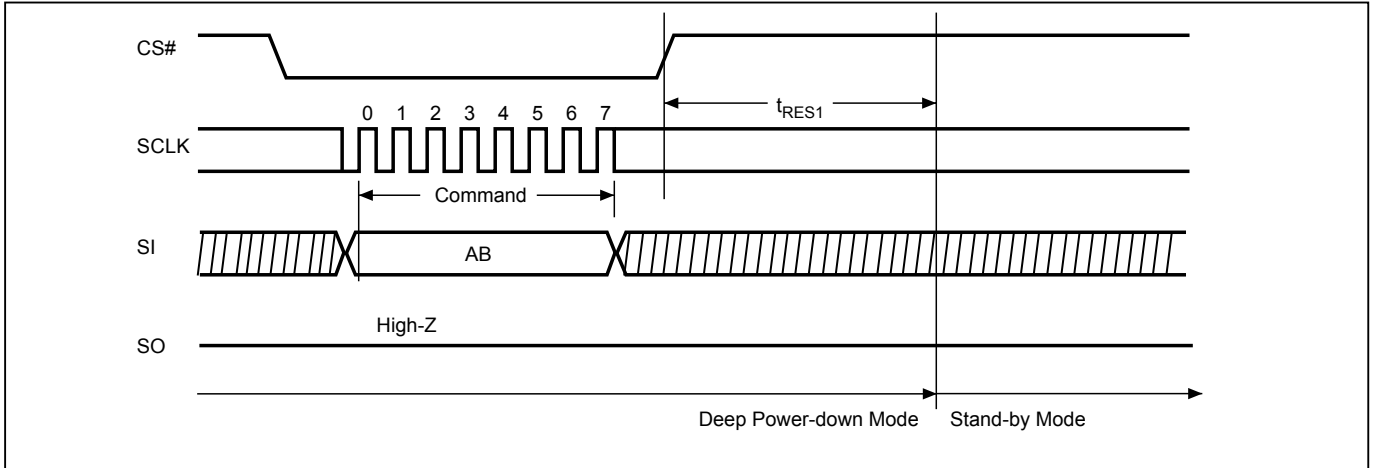 CS#
tRES1
0 1 2 3 4 5 6 7
SCLK
Command
SI
AB
High-Z
SO
Deep Power-down Mode Stand-by Mode